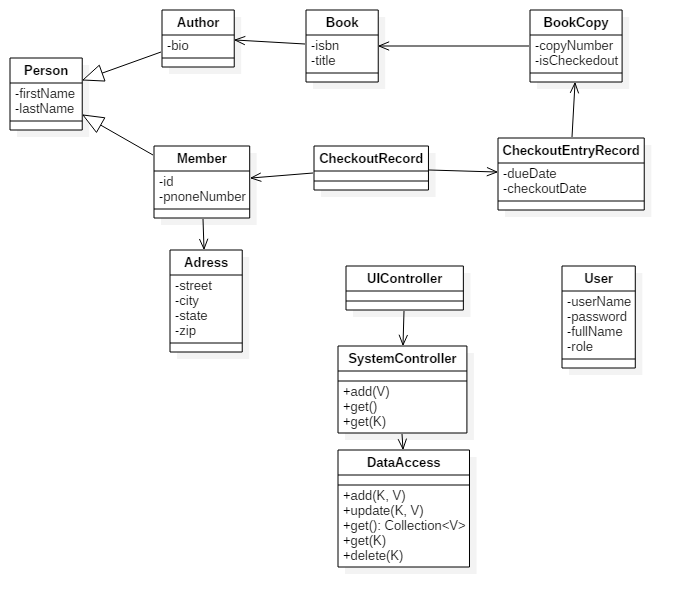 Author
-bio
Book
-isbn
-title
BookCopy
-copyNumber
-isCheckedout
Person
-firstName
-lastName
Member
-id
-pnoneNumber
CheckoutRecord
CheckoutEntryRecord
-dueDate
-checkoutDate
Adress
-street
-city
-state
-zip
UIController
User
-userName
-password
-fullName
-role
SystemController
+add(V)
+get()
+get(K)
DataAccess
+add(K, V)
+update(K, V)
+get(): Collection<V>
+get(K)
+delete(K)